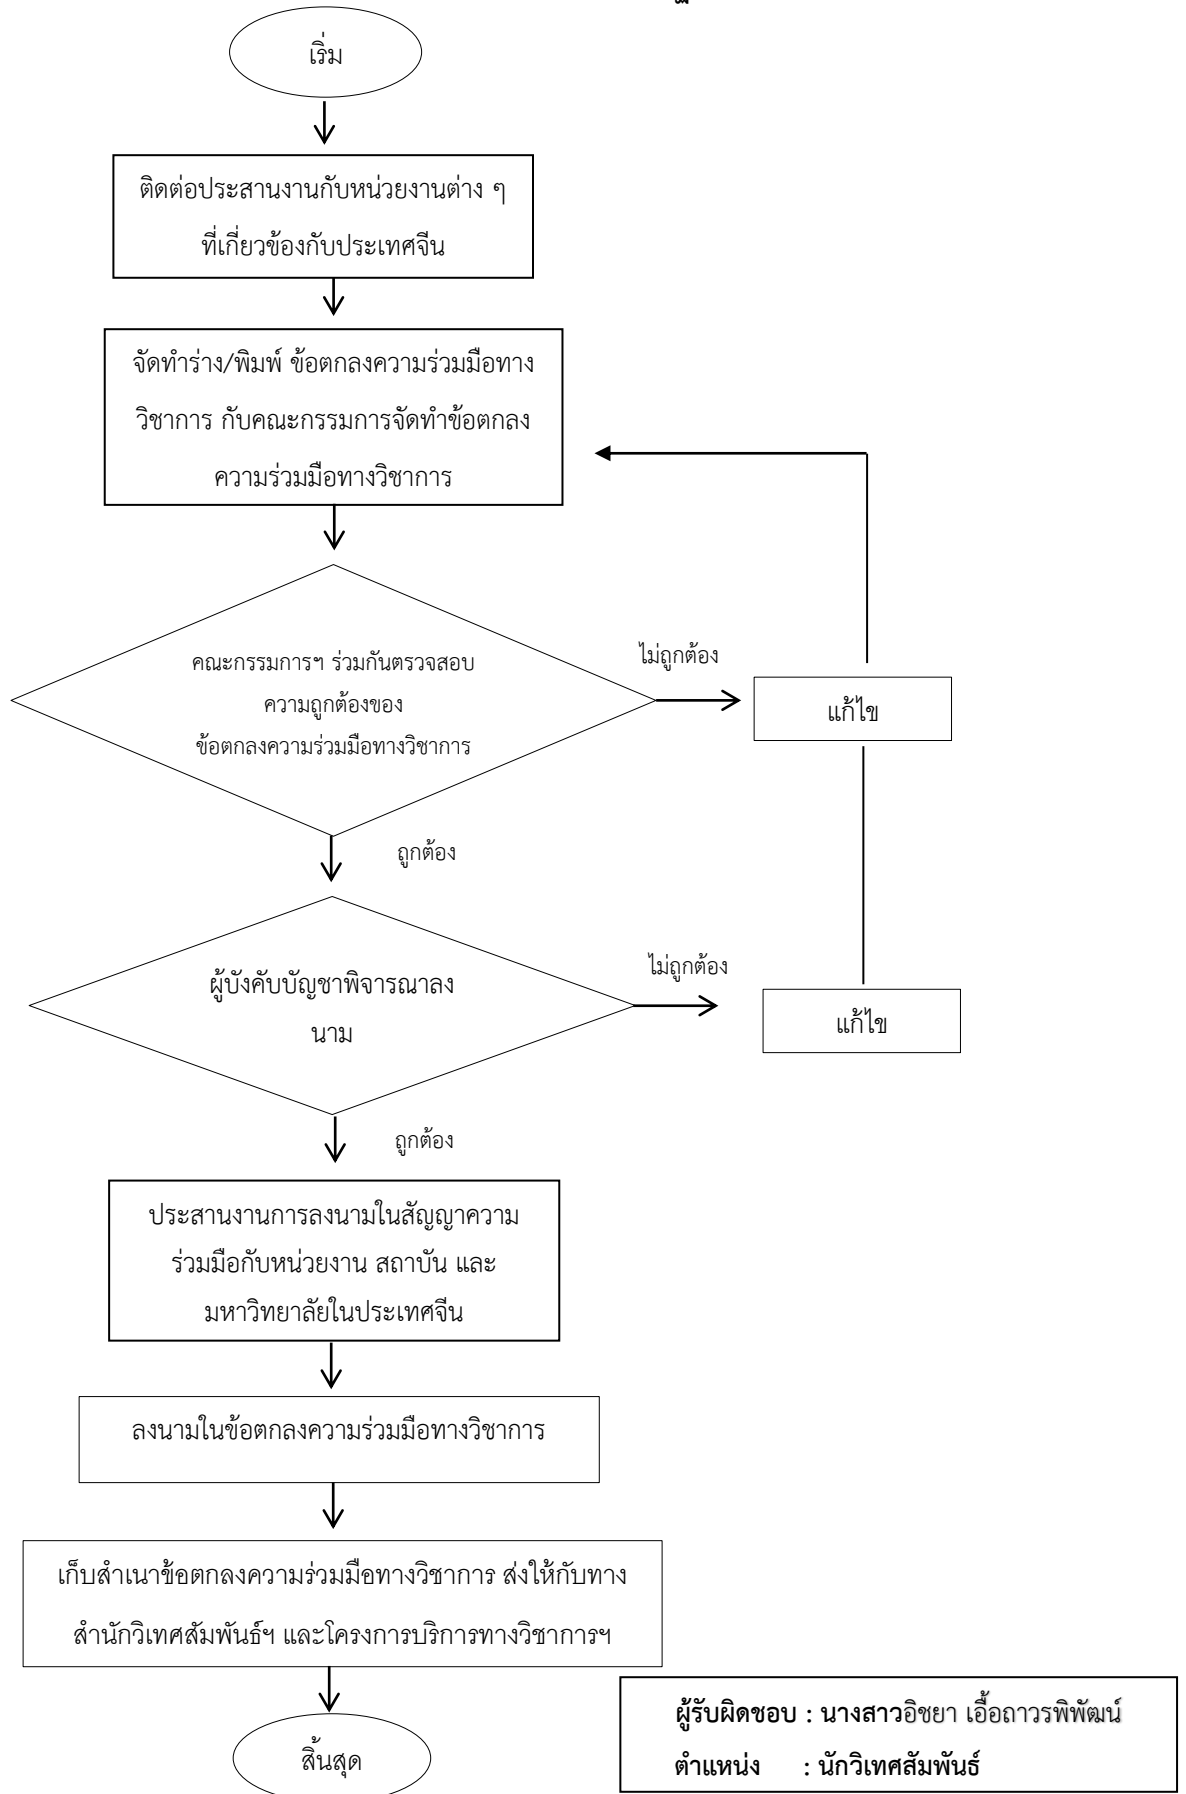 เริ่ม
ติดต่อประสานงานกับหน่วยงานต่าง ๆ
ที่เกี่ยวข้องกับประเทศจีน
จัดทำร่าง/พิมพ์ ข้อตกลงความร่วมมือทาง
วิชาการ กับคณะกรรมการจัดทำข้อตกลง
ความร่วมมือทางวิชาการ
คณะกรรมการฯ ร่วมกันตรวจสอบ
ความถูกต้องของ
ข้อตกลงความร่วมมือทางวิชาการ
ไม่ถูกต้อง
แก้ไข
ถูกต้อง
ผู้บังคับบัญชาพิจารณาลง
นาม
ไม่ถูกต้อง
แก้ไข
ถูกต้อง
ประสานงานการลงนามในสัญญาความ
ร่วมมือกับหน่วยงาน สถาบัน และ
มหาวิทยาลัยในประเทศจีน
ลงนามในข้อตกลงความร่วมมือทางวิชาการ
เก็บสำเนาข้อตกลงความร่วมมือทางวิชาการ ส่งให้กับทาง
สำนักวิเทศสัมพันธ์ฯ และโครงการบริการทางวิชาการฯ
สิ้นสุด
ผู้รับผิดชอบ : นางสาวอิชยา เอื้อถาวรพิพัฒน์
ตำแหน่ง : นักวิเทศสัมพันธ์